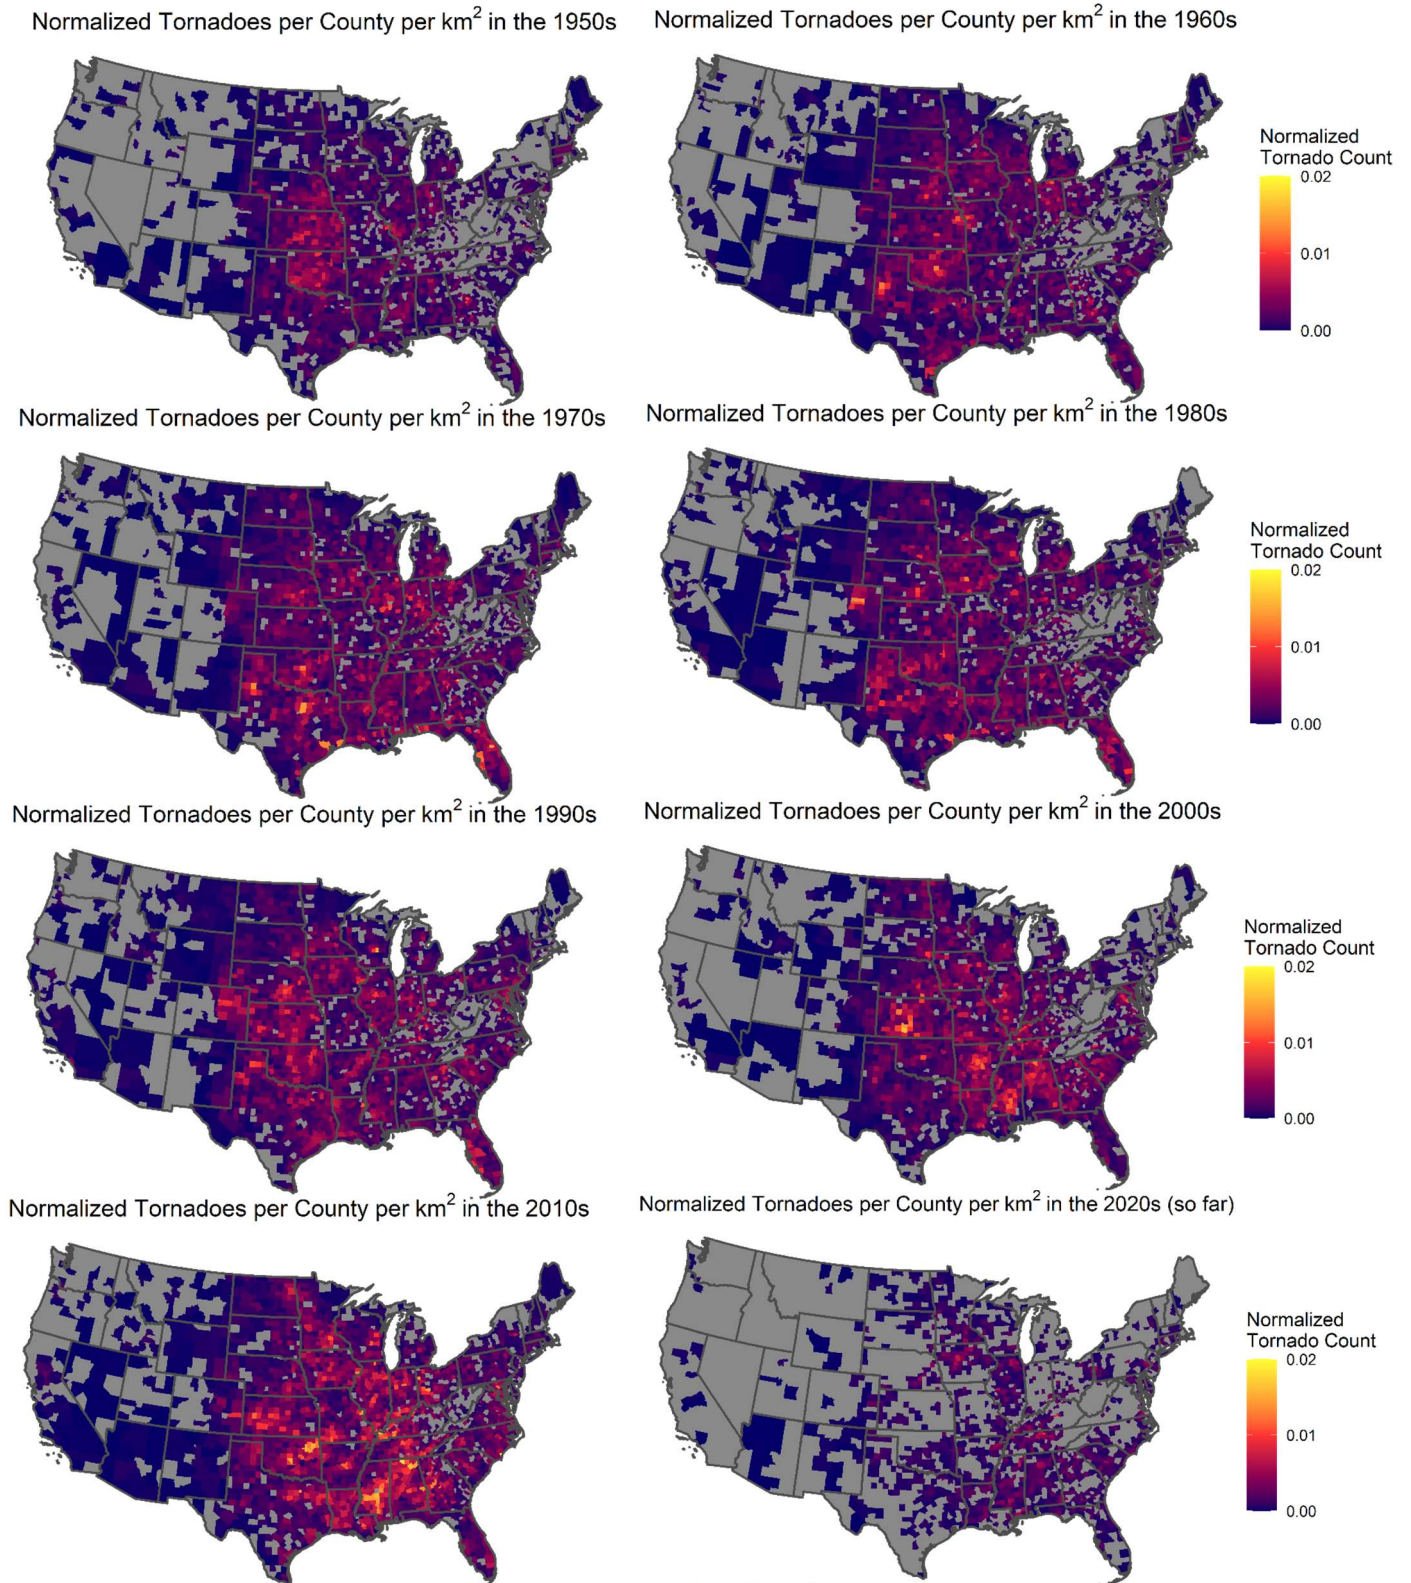 Normalized Tornadoes per County per km² in the 1950s
Normalized Tornadoes per County per km² in the 1960s
Normalized
Tornado Count
0.02
0.01
0.00
Normalized Tornadoes per County per km² in the 1970s
Normalized Tornadoes per County per km² in the 1980s
Normalized
Tornado Count
0.02
0.01
0.00
Normalized Tornadoes per County per km² in the 1990s
Normalized Tornadoes per County per km² in the 2000s
Normalized
Tornado Count
0.02
0.01
0.00
Normalized Tornadoes per County per km² in the 2010s
Normalized Tornadoes per County per km² in the 2020s (so far)
Normalized
Tornado Count
0.02
0.01
0.00